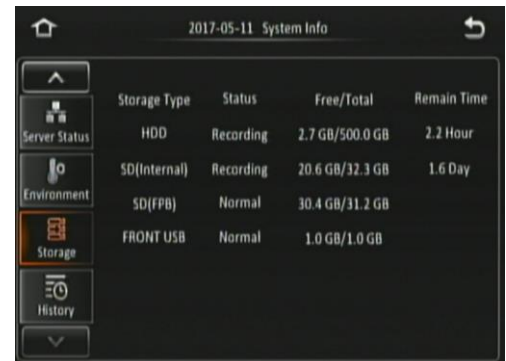 2017-05-11 System Info
Storage Type Status Free/Total Remain Time
Server Status
HDD Recording 2.7 GB/500.0 GB 2.2 Hour
SD(Internal) Recording 20.6 GB/32.3 GB 1.6 Day
Environment
SD(FPB) Normal 30.4 GB/31.2 GB
FRONT USB Normal 1.0 GB/1.0 GB
Storage
History